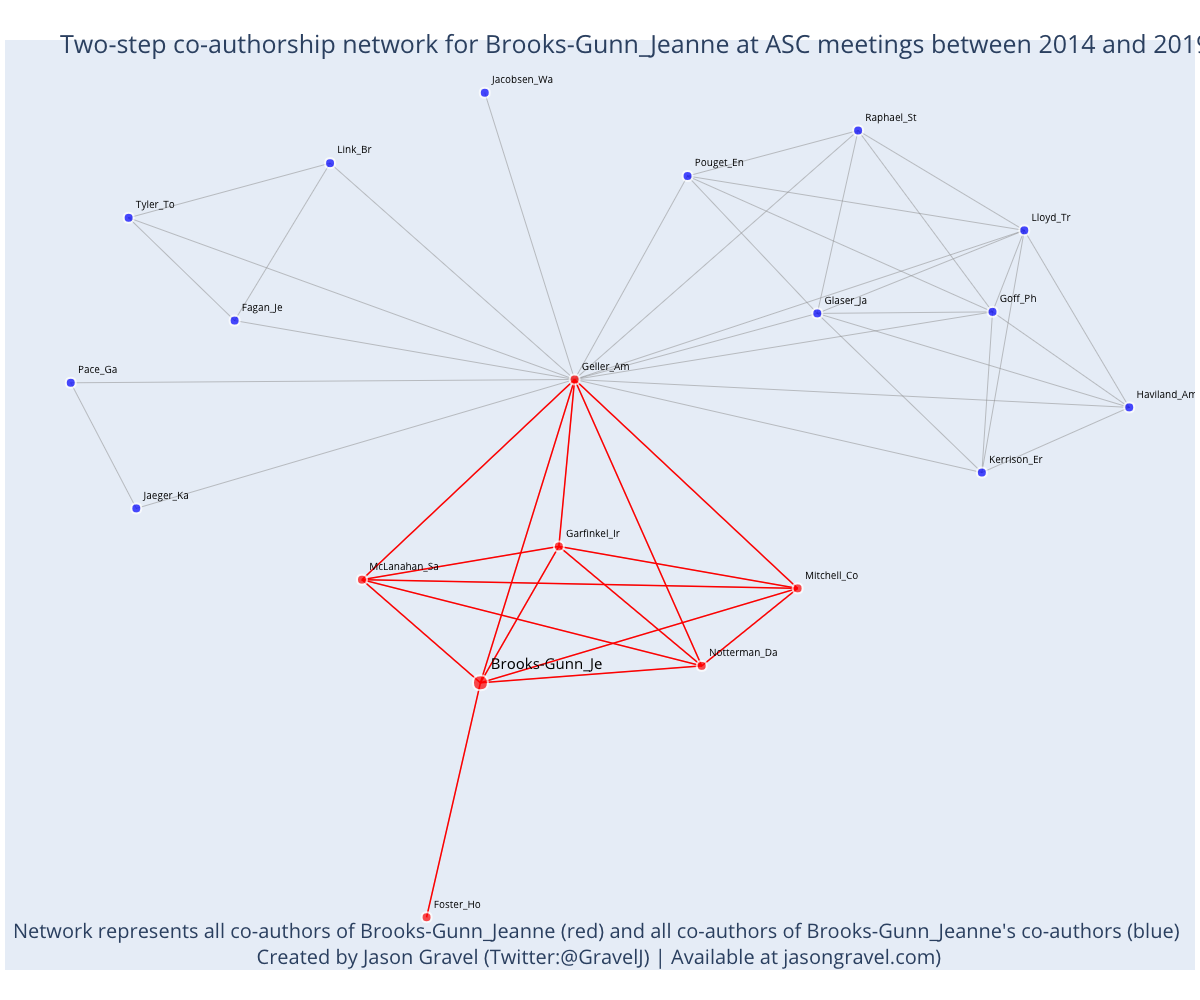 Two-step co-authorship network for Brooks-Gunn_Jeanne at ASC meetings between 2014 and 2019
Jacobsen_Wa
Raphael_St
Link_Br
Pouget_En
Tyler_To
Lloyd_Tr
Glaser_Ja
Goff_Ph
Fagan_Je
Geller_Am
Pace_Ga
Haviland_Am
Kerrison_Er
Jaeger_Ka
Garfinkel_Ir
McLanahan_Sa
Mitchell_Co
Notterman_Da
Brooks-Gunn_Je
Foster_Ho
Network represents all co-authors of Brooks-Gunn_Jeanne (red) and all co-authors of Brooks-Gunn_Jeanne's co-authors (blue)
Created by Jason Gravel (Twitter:@GravelJ) | Available at jasongravel.com)